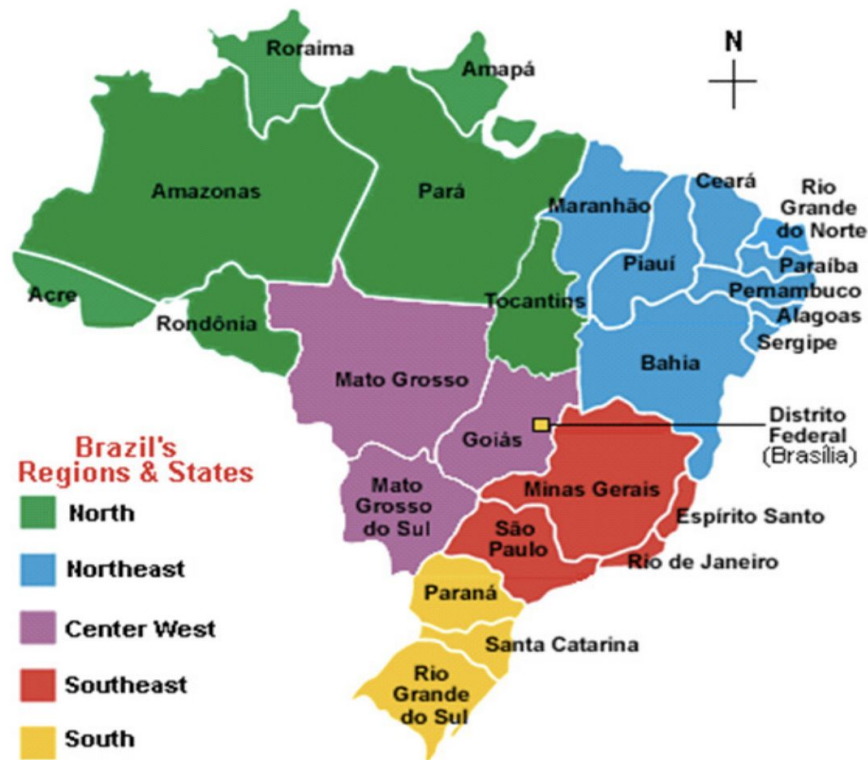 Roraima
Amapá
N
Amazonas
Pará
Maranhão
Ceará
Rio
Grande
do Norte
Piauí
Paraíba
Pernambuco
Alagoas
Sergipe
Acre
Rondônia
Tocantins
Bahia
Mato Grosso
Goiás
Distrito
Federal
(Brasília)
Brazil's
Regions & States
North
Northeast
Center West
Southeast
South
Mato
Grosso
do Sul
Minas Gerais
Espírito Santo
São
Paulo
Rio de Janeiro
Paraná
Santa Catarina
Rio
Grande
do Sul